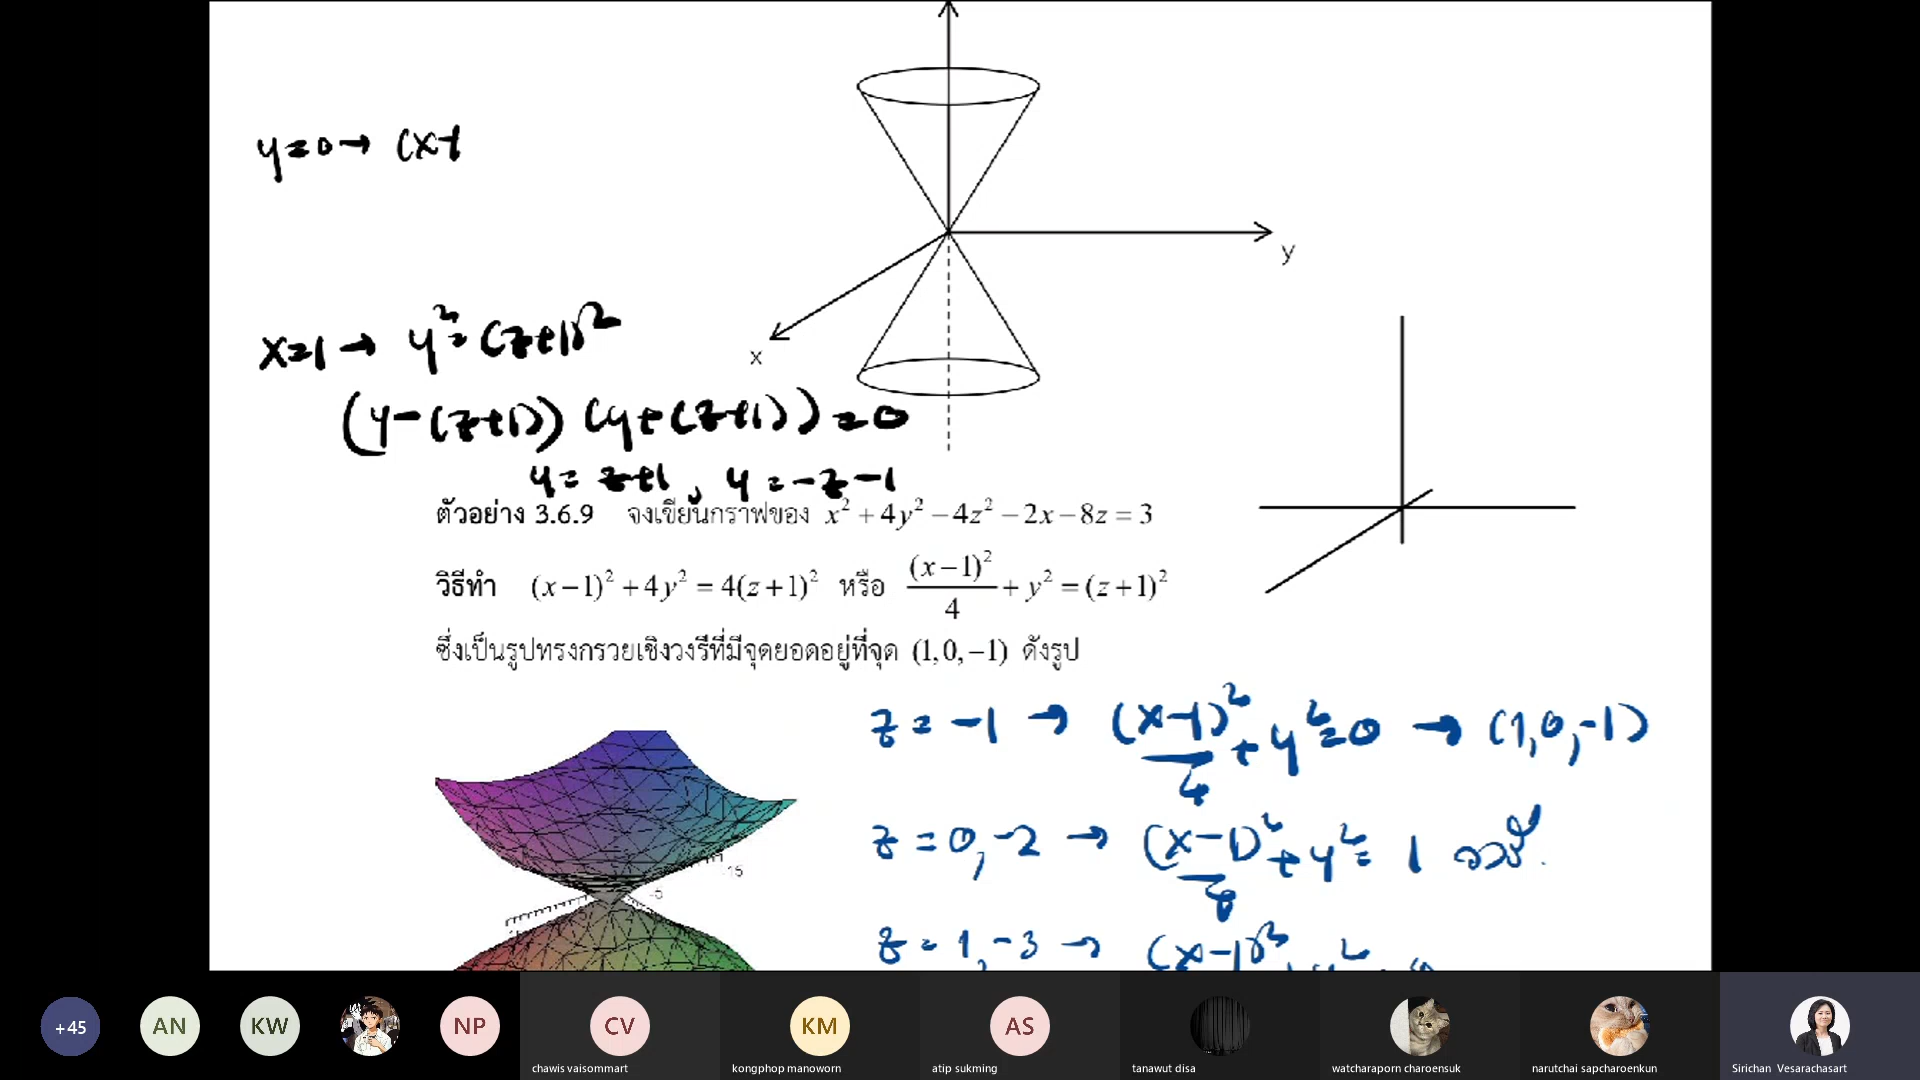 y=0→ (x-1
y
x
x=1 → y²=(z+1)²
(y-(z+1)) (y+(z+1))=0
y= z+1, y=-z-1
ตัวอย่าง 3.6.9 จงเขียนกราฟของ x² + 4y² − 4z² − 2x − 8z = 3
วิธีทำ (x−1)² + 4y² = 4(z+1)² หรือ (x−1)²/4 + y² = (z+1)²
ซึ่งเป็นรูปทรงกรวยเชิงวงรีที่มีจุดยอดอยู่ที่จุด (1,0,−1) ดังรูป
z = -1 → (x-1)²/4 + y²=0 → (1,0,-1)
z = 0,-2 → (x-1)²/4 + y²= 1 วงรี.
-15
-5
z = 1,-3 → (x-1)²
+45 AN KW NP CV KM AS
chawis vaisommart kongphop manoworn atip sukming tanawut disa watcharaporn charoensuk narutchai sapcharoenkun Sirichan Vesarachasart